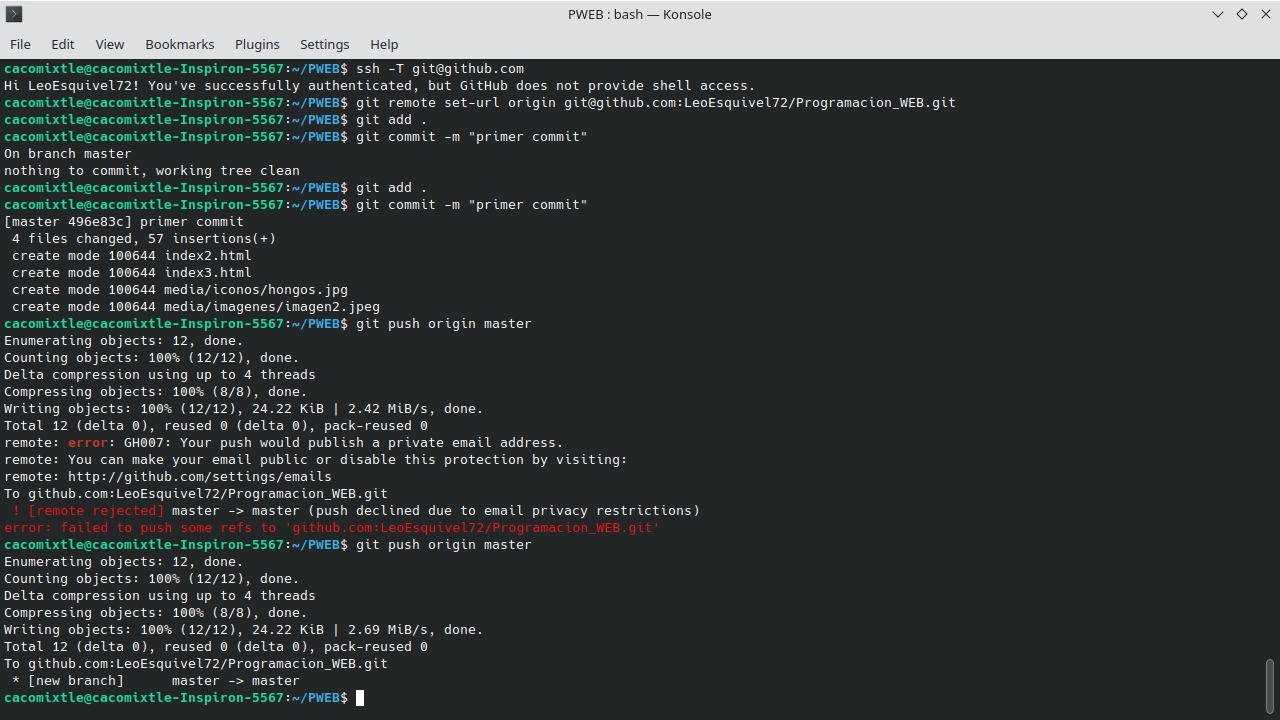 PWEB : bash — Konsole
File Edit View Bookmarks Plugins Settings Help
cacomixtle@cacomixtle-Inspiron-5567:~/PWEB$ ssh -T git@github.com
Hi LeoEsquivel72! You've successfully authenticated, but GitHub does not provide shell access.
cacomixtle@cacomixtle-Inspiron-5567:~/PWEB$ git remote set-url origin git@github.com:LeoEsquivel72/Programacion_WEB.git
cacomixtle@cacomixtle-Inspiron-5567:~/PWEB$ git add .
cacomixtle@cacomixtle-Inspiron-5567:~/PWEB$ git commit -m "primer commit"
On branch master
nothing to commit, working tree clean
cacomixtle@cacomixtle-Inspiron-5567:~/PWEB$ git add .
cacomixtle@cacomixtle-Inspiron-5567:~/PWEB$ git commit -m "primer commit"
[master 496e83c] primer commit
 4 files changed, 57 insertions(+)
 create mode 100644 index2.html
 create mode 100644 index3.html
 create mode 100644 media/iconos/hongos.jpg
 create mode 100644 media/imagenes/imagen2.jpeg
cacomixtle@cacomixtle-Inspiron-5567:~/PWEB$ git push origin master
Enumerating objects: 12, done.
Counting objects: 100% (12/12), done.
Delta compression using up to 4 threads
Compressing objects: 100% (8/8), done.
Writing objects: 100% (12/12), 24.22 KiB | 2.42 MiB/s, done.
Total 12 (delta 0), reused 0 (delta 0), pack-reused 0
remote: error: GH007: Your push would publish a private email address.
remote: You can make your email public or disable this protection by visiting:
remote: http://github.com/settings/emails
To github.com:LeoEsquivel72/Programacion_WEB.git
 ! [remote rejected] master -> master (push declined due to email privacy restrictions)
error: failed to push some refs to 'github.com:LeoEsquivel72/Programacion_WEB.git'
cacomixtle@cacomixtle-Inspiron-5567:~/PWEB$ git push origin master
Enumerating objects: 12, done.
Counting objects: 100% (12/12), done.
Delta compression using up to 4 threads
Compressing objects: 100% (8/8), done.
Writing objects: 100% (12/12), 24.22 KiB | 2.69 MiB/s, done.
Total 12 (delta 0), reused 0 (delta 0), pack-reused 0
To github.com:LeoEsquivel72/Programacion_WEB.git
 * [new branch]      master -> master
cacomixtle@cacomixtle-Inspiron-5567:~/PWEB$